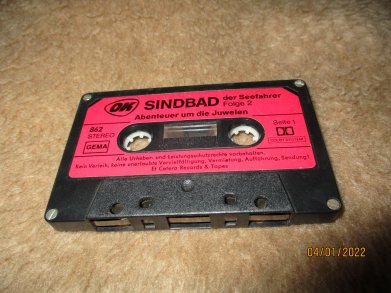 OK SINDBAD der Seefahrer
Folge 2
Abenteuer um die Juwelen
862
STEREO
GEMA
Seite 1
DOLBY SYSTEM
Alle Urheber- und Leistungsschutzrechte vorbehalten.
Kein Verleih, keine unerlaubte Vervielfältigung, Vermietung, Aufführung, Sendung!
Et Cetera Records & Tapes
04/01/2022